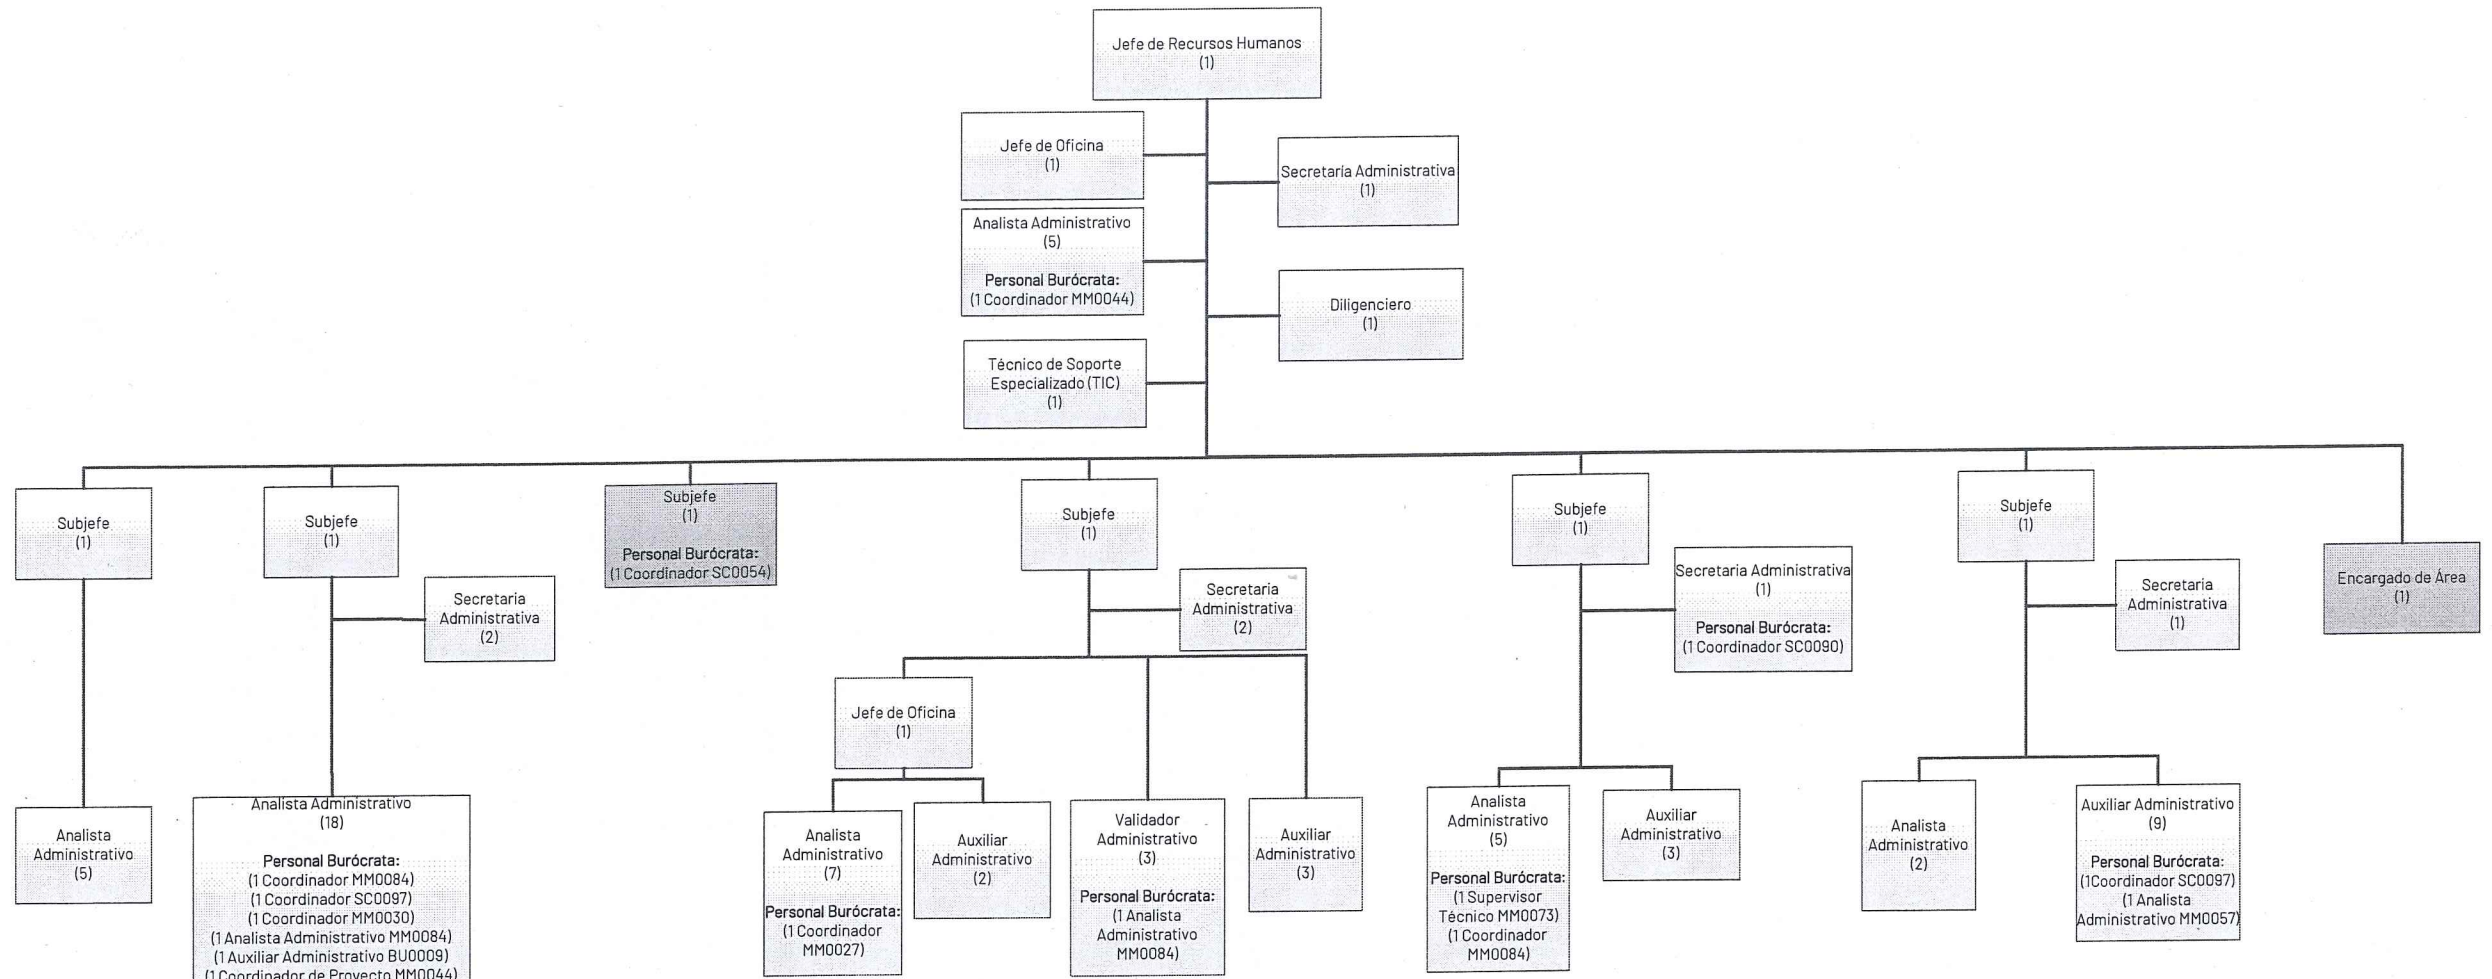 Jefe de Recursos Humanos
(1)
Jefe de Oficina
(1)
Secretaría Administrativa
(1)
Analista Administrativo
(5)
Personal Burócrata:
(1 Coordinador MM0044)
Diligenciero
(1)
Técnico de Soporte
Especializado (TIC)
(1)
Subjefe
(1)
Subjefe
(1)
Subjefe
(1)
Personal Burócrata:
(1 Coordinador SC0054)
Subjefe
(1)
Subjefe
(1)
Subjefe
(1)
Encargado de Área
(1)
Secretaria
Administrativa
(2)
Secretaria
Administrativa
(2)
Secretaria Administrativa
(1)
Personal Burócrata:
(1 Coordinador SC0090)
Secretaria
Administrativa
(1)
Jefe de Oficina
(1)
Analista
Administrativo
(5)
Analista Administrativo
(18)
Personal Burócrata:
(1 Coordinador MM0084)
(1 Coordinador SC0097)
(1 Coordinador MM0030)
(1 Analista Administrativo MM0084)
(1 Auxiliar Administrativo BU0009)
(1 Coordinador de Proyecto MM0044)
Analista
Administrativo
(7)
Personal Burócrata:
(1 Coordinador
MM0027)
Auxiliar
Administrativo
(2)
Validador
Administrativo
(3)
Personal Burócrata:
(1 Analista
Administrativo
MM0084)
Auxiliar
Administrativo
(3)
Analista
Administrativo
(5)
Personal Burócrata:
(1 Supervisor
Técnico MM0073)
(1 Coordinador
MM0084)
Auxiliar
Administrativo
(3)
Analista
Administrativo
(2)
Auxiliar Administrativo
(9)
Personal Burócrata:
(1Coordinador SC0097)
(1 Analista
Administrativo MM0057)